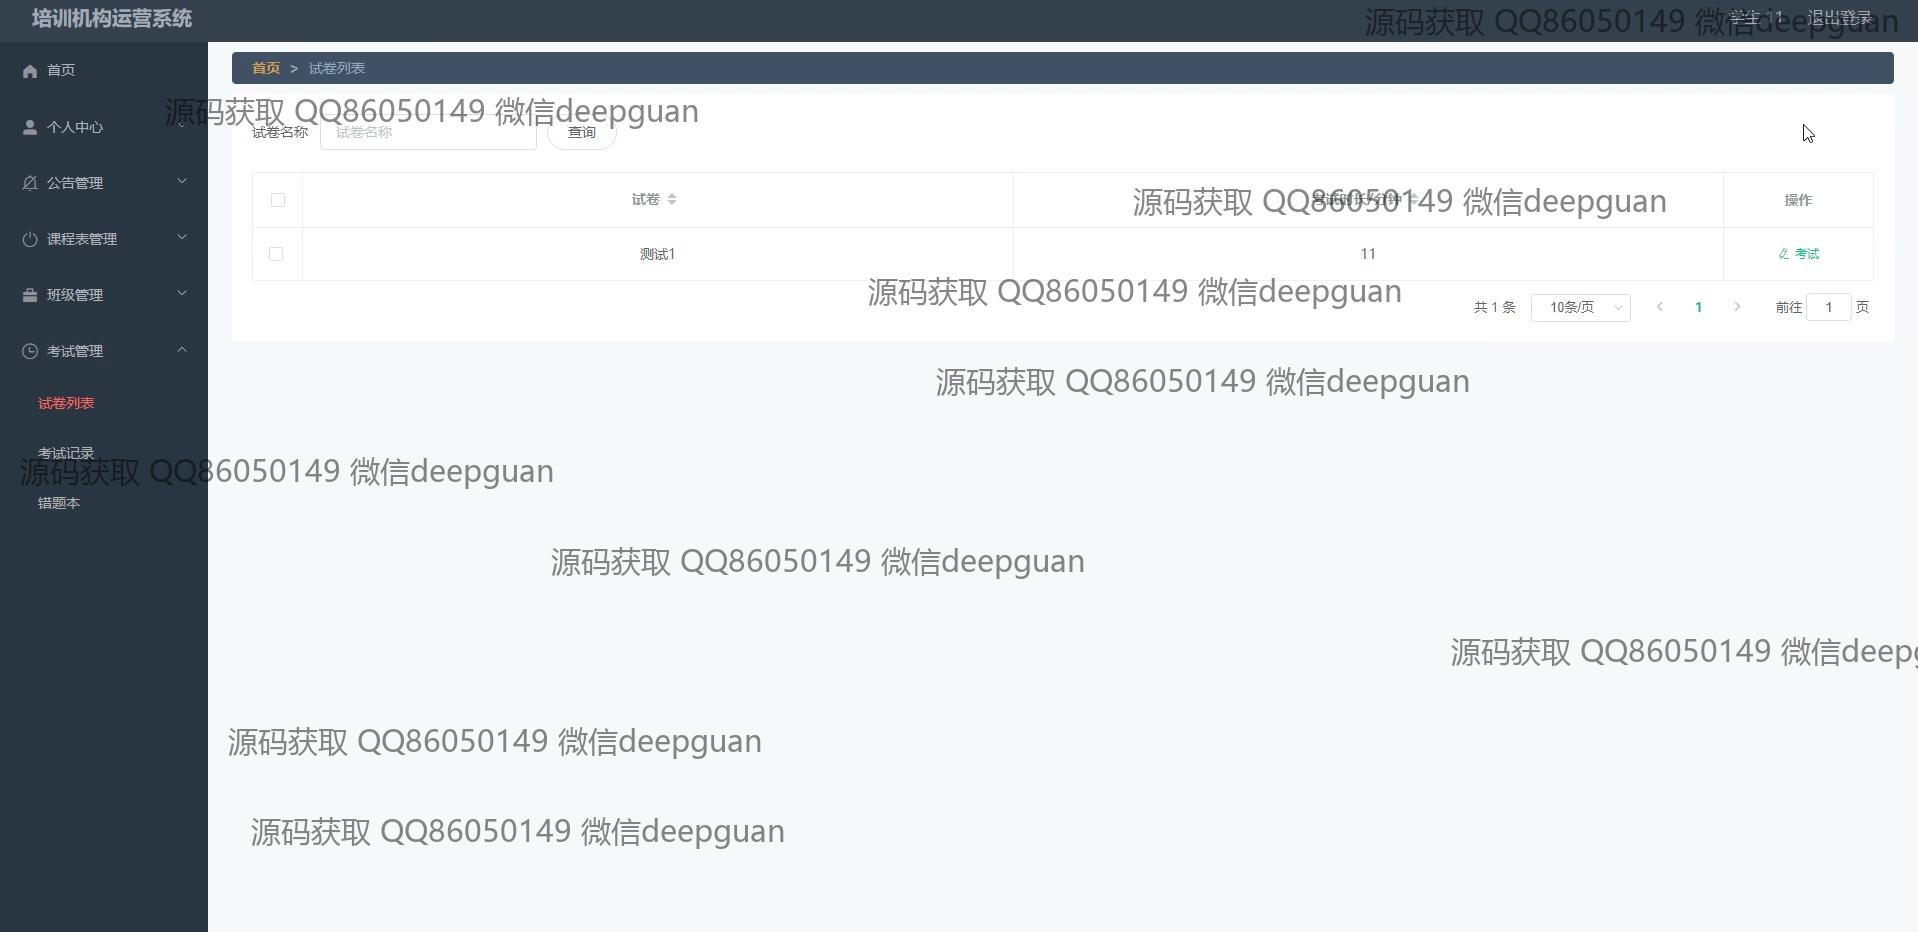 培训机构运营系统
源码获取 QQ86050149 微信deepguan
学生 11 退出登录
首页
首页 > 试卷列表
源码获取 QQ86050149 微信deepguan
个人中心
试卷名称 试卷名称 查询
公告管理
试卷 考试时长/分钟 操作
源码获取 QQ86050149 微信deepguan
课程表管理
测试1 11 考试
源码获取 QQ86050149 微信deepguan
班级管理
共 1 条 10条/页 1 前往 1 页
考试管理
源码获取 QQ86050149 微信deepguan
试卷列表
考试记录
源码获取 QQ86050149 微信deepguan
错题本
源码获取 QQ86050149 微信deepguan
源码获取 QQ86050149 微信deepg
源码获取 QQ86050149 微信deepguan
源码获取 QQ86050149 微信deepguan